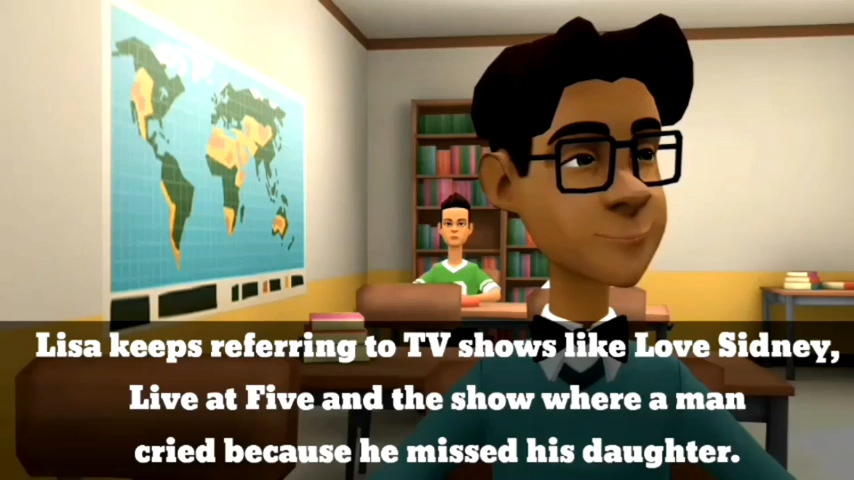 Lisa keeps referring to TV shows like Love Sidney,
Live at Five and the show where a man
cried because he missed his daughter.